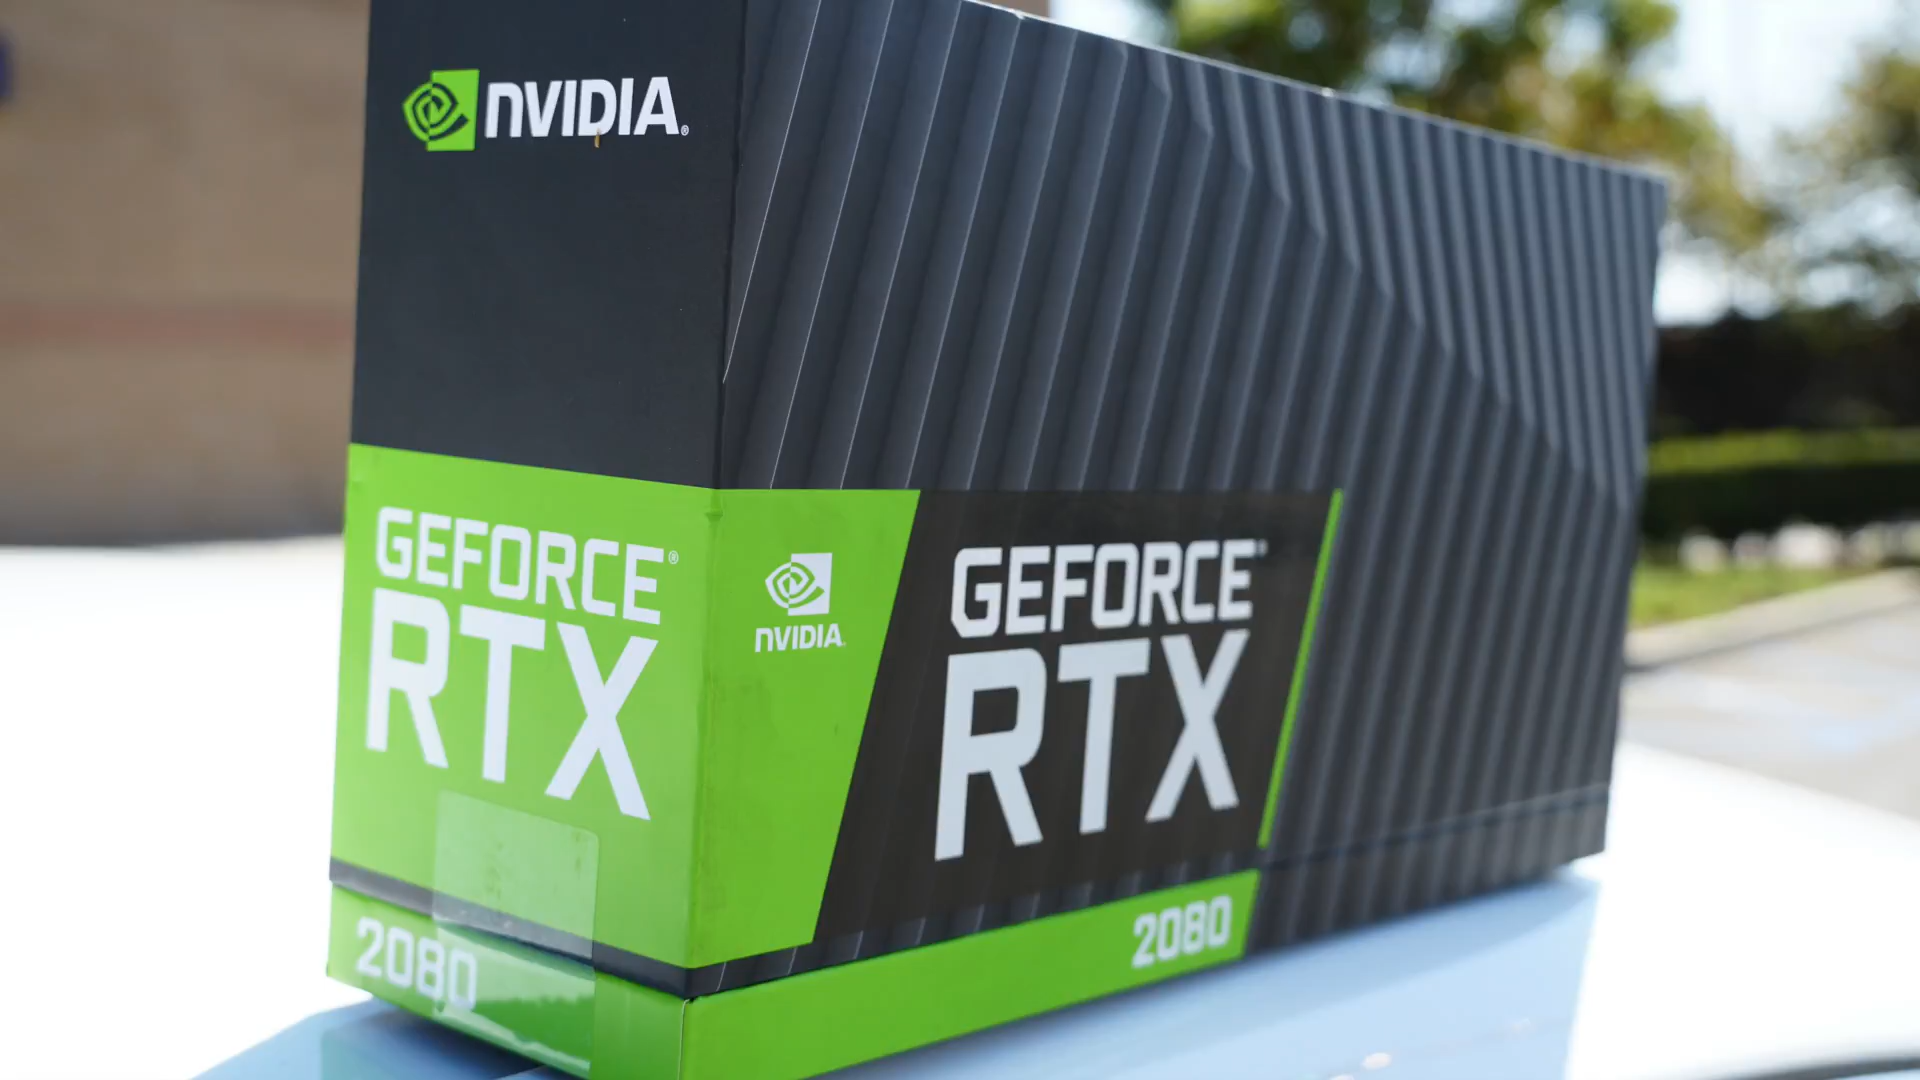 NVIDIA®
GEFORCE®
RTX
2080
NVIDIA
GEFORCE
RTX
2080